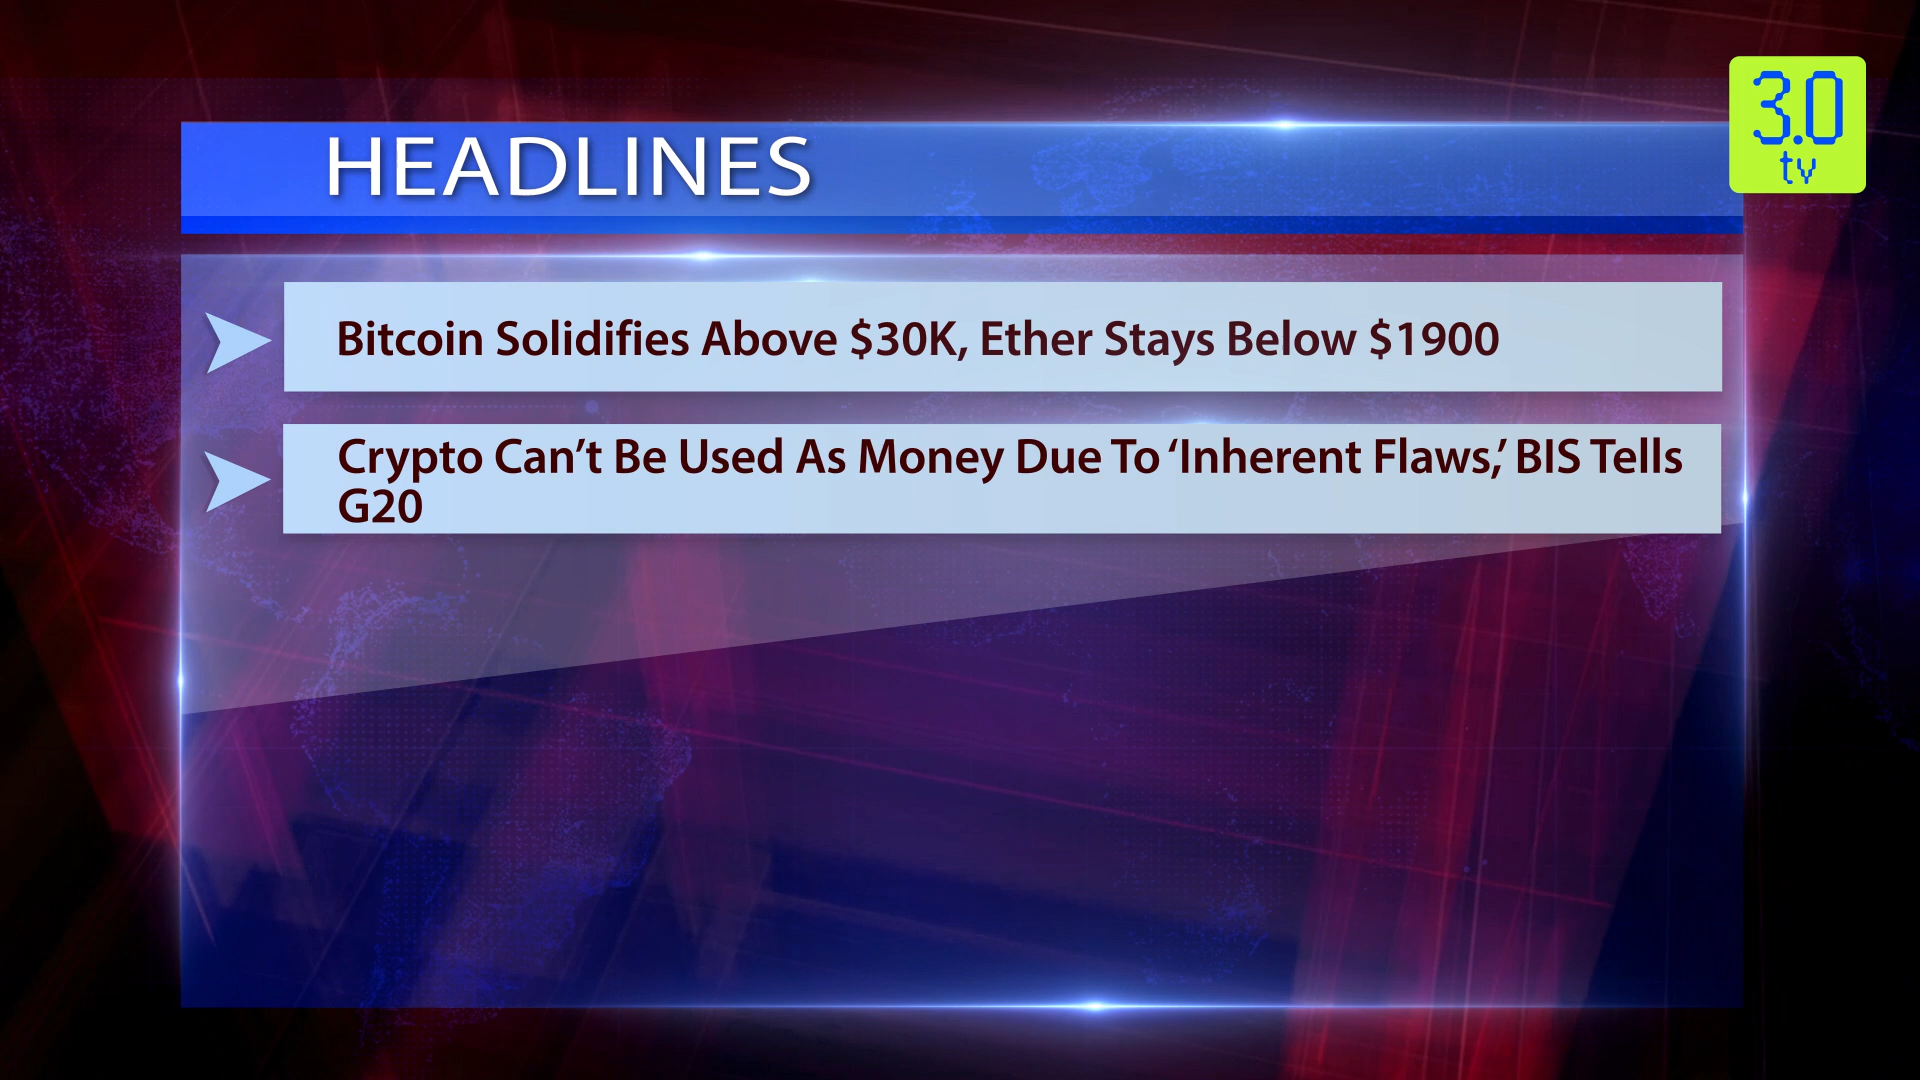 3.0
tv
HEADLINES
Bitcoin Solidifies Above $30K, Ether Stays Below $1900
Crypto Can’t Be Used As Money Due To ‘Inherent Flaws,’ BIS Tells
G20